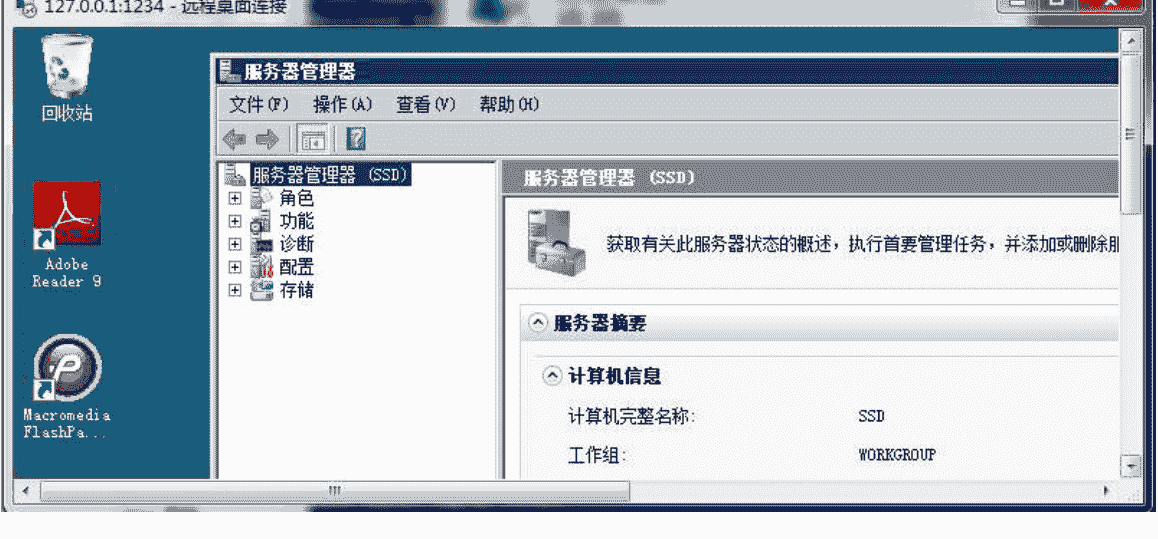 127.0.0.1:1234 - 远程桌面连接
回收站
Adobe
Reader 9
Macromedia
FlashPa...
服务器管理器
文件(F) 操作(A) 查看(V) 帮助(H)
服务器管理器 (SSD)
角色
功能
诊断
配置
存储
服务器管理器 (SSD)
获取有关此服务器状态的概述，执行首要管理任务，并添加或删除服
服务器摘要
计算机信息
计算机完整名称: SSD
工作组: WORKGROUP